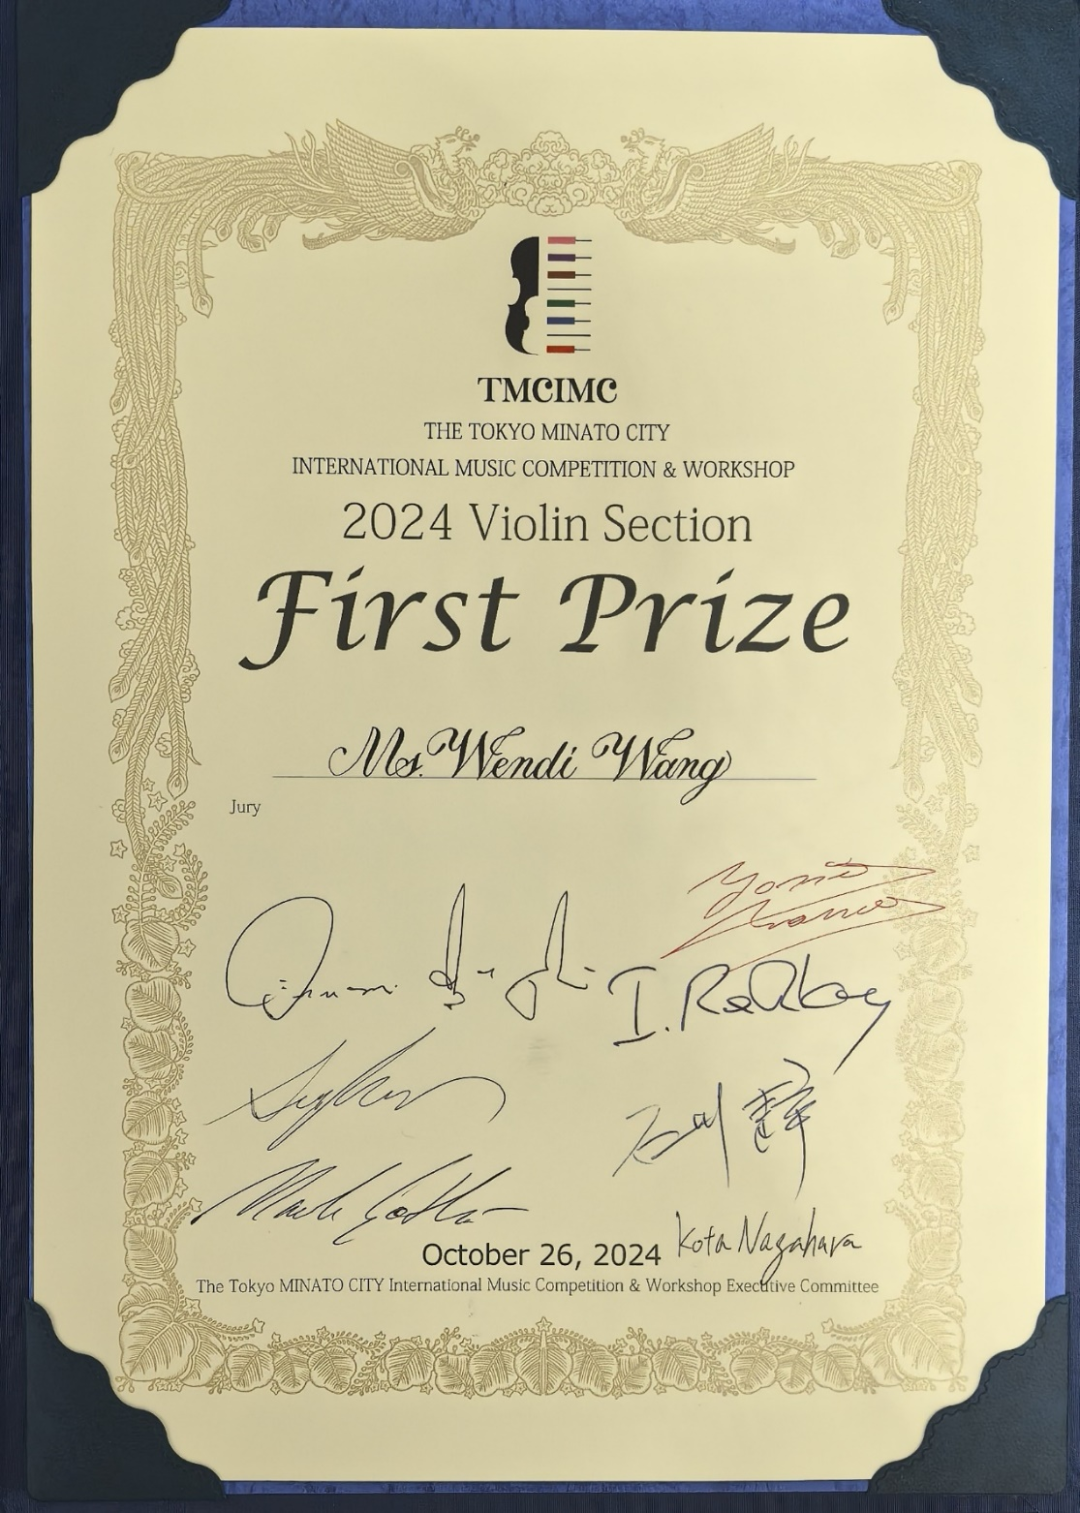 TMCIMC
THE TOKYO MINATO CITY
INTERNATIONAL MUSIC COMPETITION & WORKSHOP
2024 Violin Section
First Prize
Ms. Wendi Wang
Jury
I.
Mark
October 26, 2024
Kota Nagahara
The Tokyo MINATO CITY International Music Competition & Workshop Executive Committee